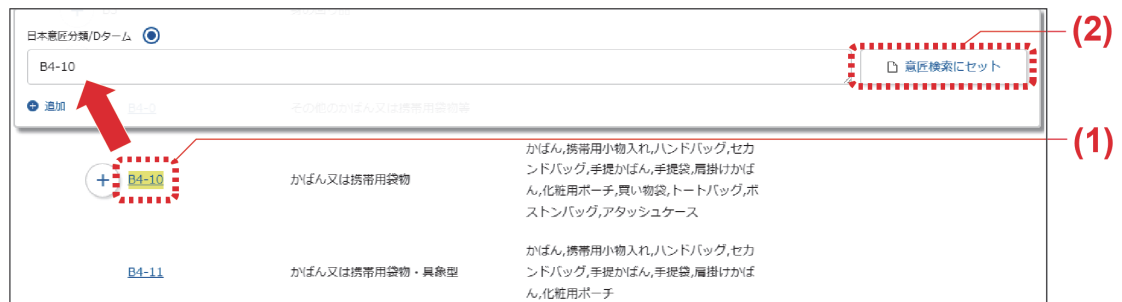 日本意匠分類/Dターム
B4-10
意匠検索にセット
(2)
追加
B4-9
その他のかばん又は携帯用袋物等
(1)
B4-10
かばん又は携帯用袋物
かばん,携帯用小物入れ,ハンドバッグ,セカ
ンドバッグ,手提かばん,手提袋,肩掛けかば
ん,化粧用ポーチ,買い物袋,トートバッグ,ボ
ストンバッグ,アタッシュケース
B4-11
かばん又は携帯用袋物・具象型
かばん,携帯用小物入れ,ハンドバッグ,セカ
ンドバッグ,手提かばん,手提袋,肩掛けかば
ん,化粧用ポーチ